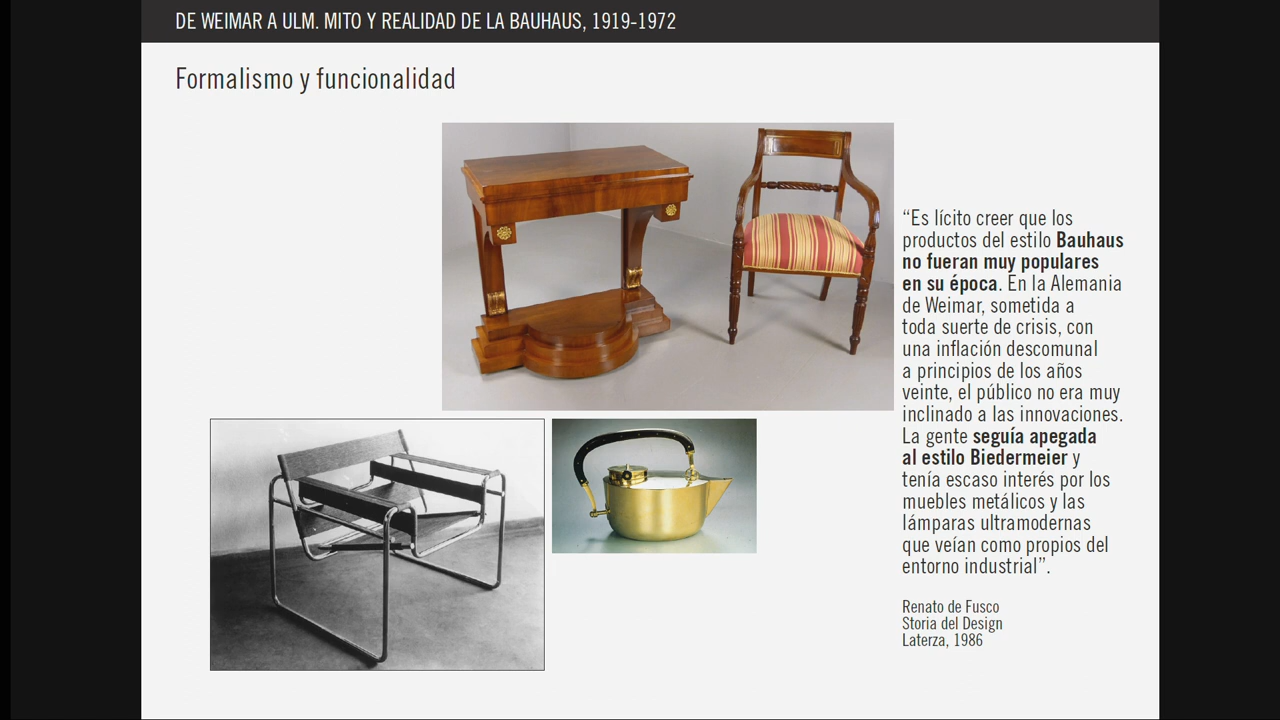 DE WEIMAR A ULM. MITO Y REALIDAD DE LA BAUHAUS, 1919-1972
Formalismo y funcionalidad
“Es lícito creer que los
productos del estilo Bauhaus
no fueran muy populares
en su época. En la Alemania
de Weimar, sometida a
toda suerte de crisis, con
una inflación descomunal
a principios de los años
veinte, el público no era muy
inclinado a las innovaciones.
La gente seguía apegada
al estilo Biedermeier y
tenía escaso interés por los
muebles metálicos y las
lámparas ultramodernas
que veían como propios del
entorno industrial”.
Renato de Fusco
Storia del Design
Laterza, 1986